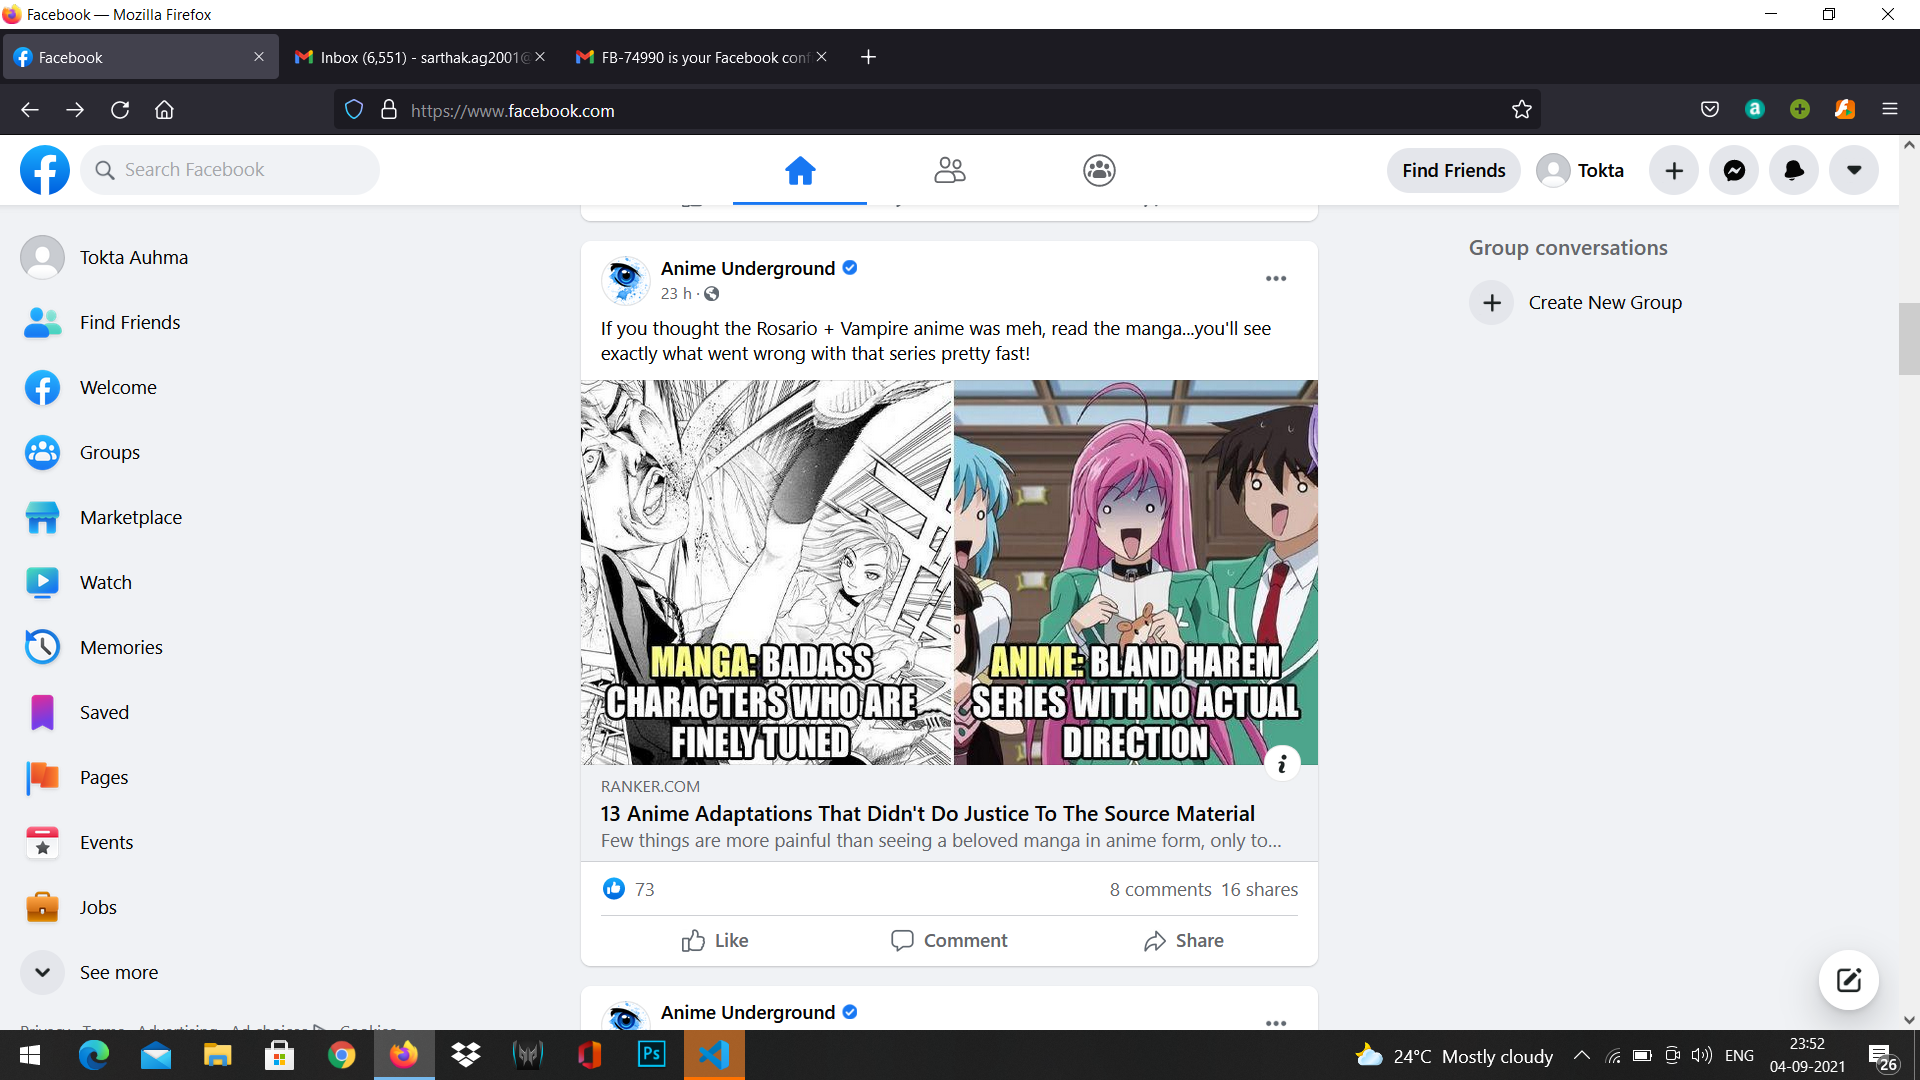 Facebook — Mozilla Firefox
Facebook
Inbox (6,551) - sarthak.ag2001@
FB-74990 is your Facebook conf
https://www.facebook.com
Search Facebook
Find Friends
Tokta
Tokta Auhma
Find Friends
Welcome
Groups
Marketplace
Watch
Memories
Saved
Pages
Events
Jobs
See more
Privacy · Terms · Advertising · Ad choices · Cookies ·
Anime Underground
23 h ·
If you thought the Rosario + Vampire anime was meh, read the manga...you'll see
exactly what went wrong with that series pretty fast!
MANGA: BADASS
CHARACTERS WHO ARE
FINELY TUNED
ANIME: BLAND HAREM
SERIES WITH NO ACTUAL
DIRECTION
RANKER.COM
13 Anime Adaptations That Didn't Do Justice To The Source Material
Few things are more painful than seeing a beloved manga in anime form, only to...
73
8 comments 16 shares
Like
Comment
Share
Anime Underground
Group conversations
Create New Group
Ps
24°C Mostly cloudy
ENG
23:52
04-09-2021
26